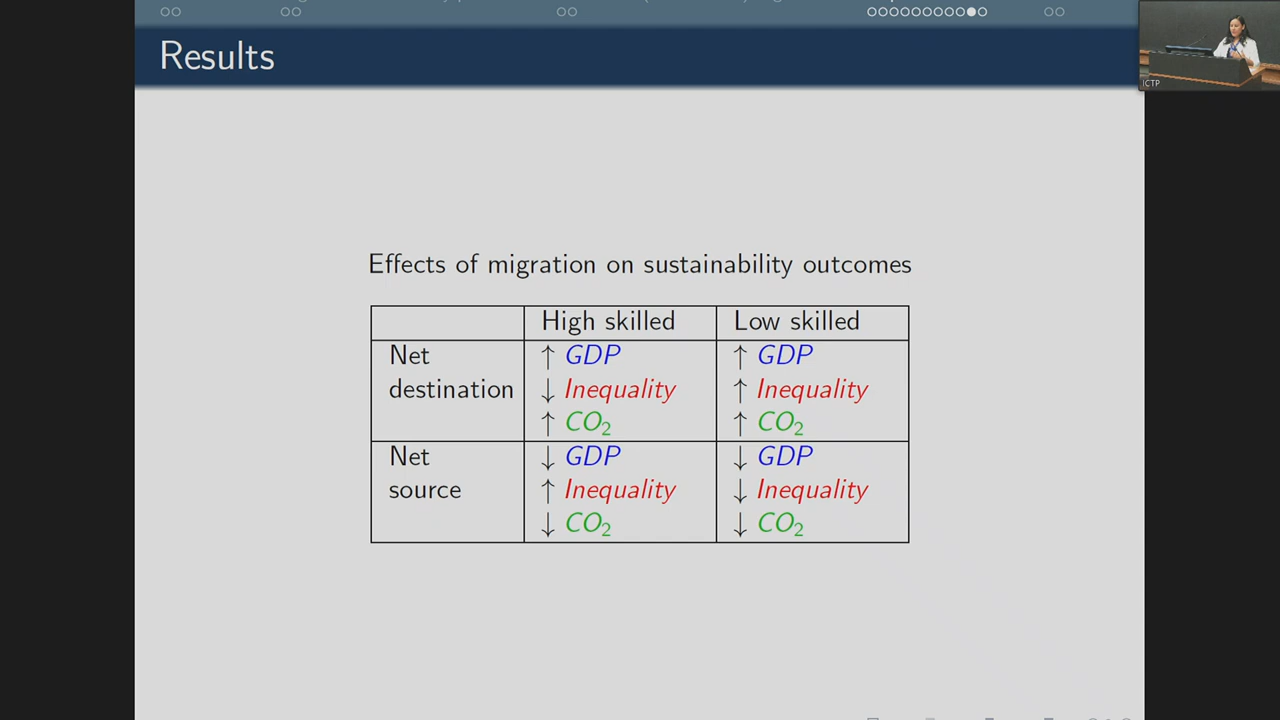 Results
ICTP
Effects of migration on sustainability outcomes
High skilled Low skilled
Net ↑ GDP ↑ GDP
destination ↓ Inequality ↑ Inequality
↑ CO₂ ↑ CO₂
Net ↓ GDP ↓ GDP
source ↑ Inequality ↓ Inequality
↓ CO₂ ↓ CO₂